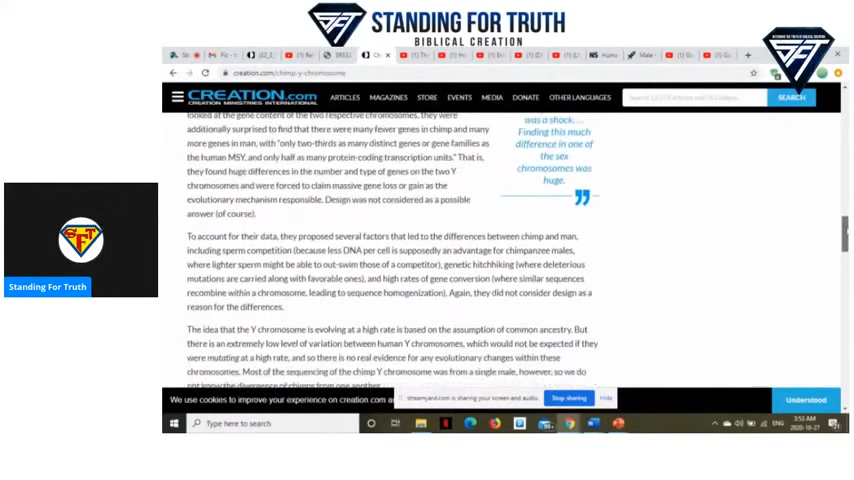 SFT
STANDING FOR TRUTH
BIBLICAL CREATION
SFT
creation.com/chimp-y-chromosome
CREATION.com
CREATION MINISTRIES INTERNATIONAL
ARTICLES MAGAZINES STORE EVENTS MEDIA DONATE OTHER LANGUAGES
SEARCH
looked at the gene content of the two respective chromosomes, they were
additionally surprised to find that there were many fewer genes in chimp and many
more genes in man, with "only two-thirds as many distinct genes or gene families as
the human MSY, and only half as many protein-coding transcription units." That is,
they found huge differences in the number and type of genes on the two Y
chromosomes and were forced to claim massive gene loss or gain as the
evolutionary mechanism responsible. Design was not considered as a possible
answer (of course).
was a shock. ...
Finding this much
difference in one of
the sex
chromosomes was
huge.
”
To account for their data, they proposed several factors that led to the differences between chimp and man,
including sperm competition (because less DNA per cell is supposedly an advantage for chimpanzee males,
where lighter sperm might be able to out-swim those of a competitor), genetic hitchhiking (where deleterious
mutations are carried along with favorable ones), and high rates of gene conversion (where similar sequences
recombine within a chromosome, leading to sequence homogenization). Again, they did not consider design as a
reason for the differences.
The idea that the Y chromosome is evolving at a high rate is based on the assumption of common ancestry. But
there is an extremely low level of variation between human Y chromosomes, which would not be expected if they
were mutating at a high rate, and so there is no real evidence for any evolutionary changes within these
chromosomes. Most of the sequencing of the chimp Y chromosome was from a single male, however, so we do
not know the divergence of chimps from one another
SFT
Standing For Truth
We use cookies to improve your experience on creation.com
streamyard.com is sharing your screen and audio.
Stop sharing
Hide
Understood
Type here to search
99+
ENG
3:53 AM
2020-10-27